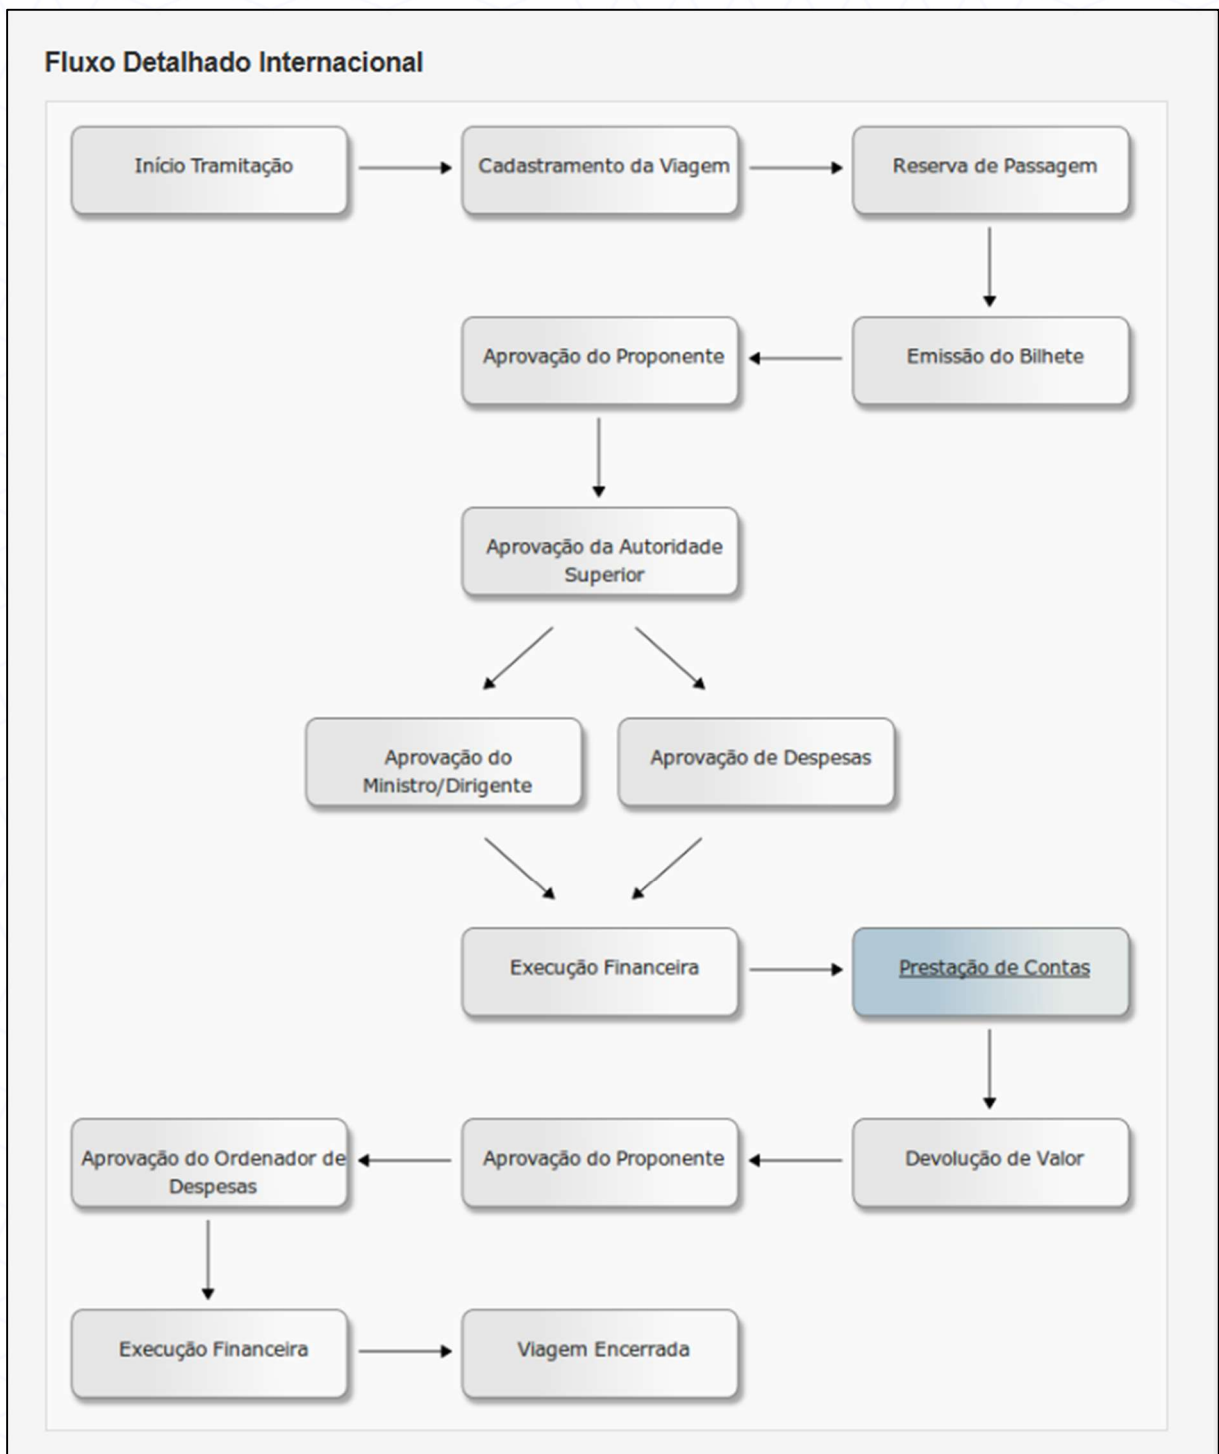 Fluxo Detalhado Internacional
Início Tramitação
Cadastramento da Viagem
Reserva de Passagem
Aprovação do Proponente
Emissão do Bilhete
Aprovação da Autoridade
Superior
Aprovação do
Ministro/Dirigente
Aprovação de Despesas
Execução Financeira
Prestação de Contas
Aprovação do Ordenador de
Despesas
Aprovação do Proponente
Devolução de Valor
Execução Financeira
Viagem Encerrada